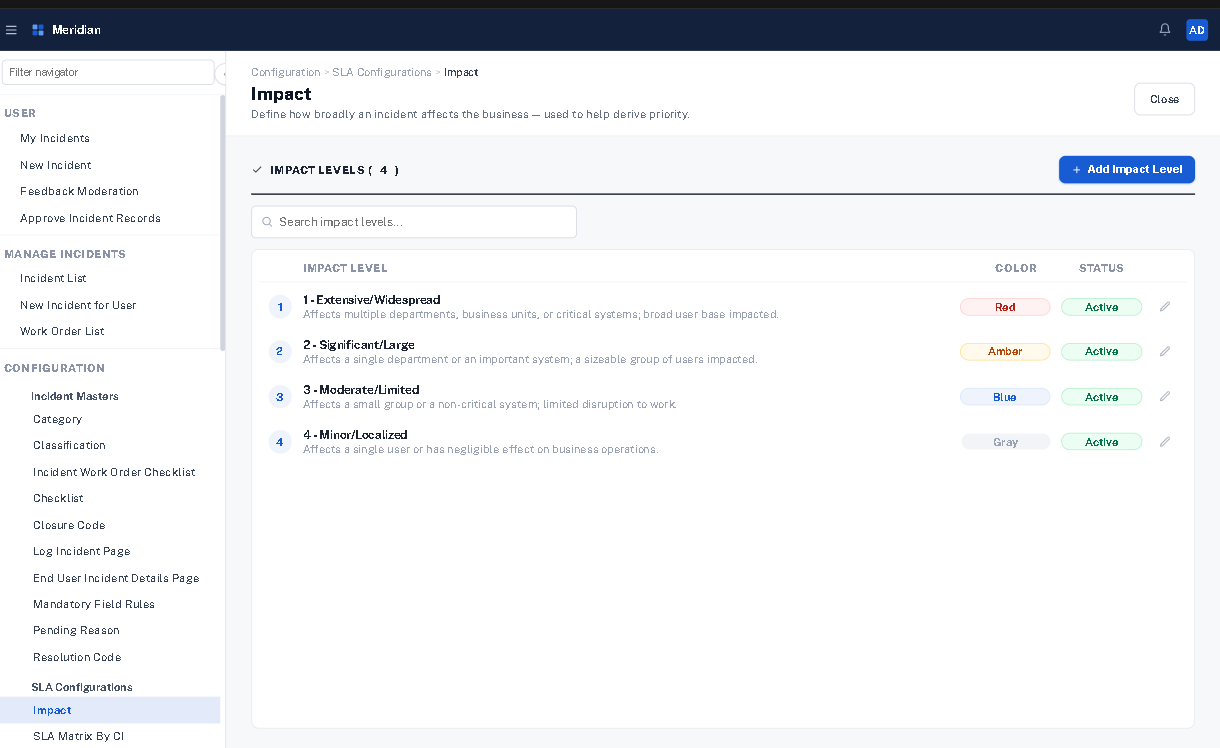 Meridian
AD
Filter navigator
USER
My Incidents
New Incident
Feedback Moderation
Approve Incident Records
MANAGE INCIDENTS
Incident List
New Incident for User
Work Order List
CONFIGURATION
Incident Masters
Category
Classification
Incident Work Order Checklist
Checklist
Closure Code
Log Incident Page
End User Incident Details Page
Mandatory Field Rules
Pending Reason
Resolution Code
SLA Configurations
Impact
SLA Matrix By CI
Configuration > SLA Configurations > Impact
Impact
Define how broadly an incident affects the business — used to help derive priority.
Close
IMPACT LEVELS ( 4 )
+ Add Impact Level
Search impact levels...
IMPACT LEVEL COLOR STATUS
1 1 - Extensive/Widespread Red Active
Affects multiple departments, business units, or critical systems; broad user base impacted.
2 2 - Significant/Large Amber Active
Affects a single department or an important system; a sizeable group of users impacted.
3 3 - Moderate/Limited Blue Active
Affects a small group or a non-critical system; limited disruption to work.
4 4 - Minor/Localized Gray Active
Affects a single user or has negligible effect on business operations.